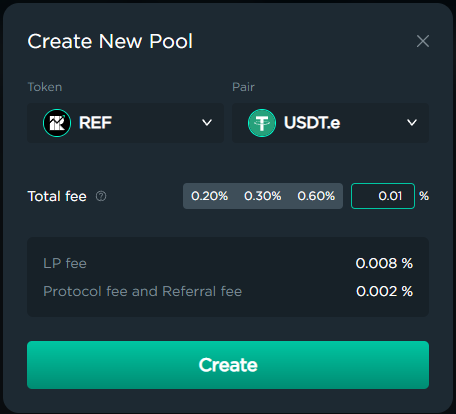 Create New Pool
Token Pair
REF USDT.e
Total fee 0.20% 0.30% 0.60% 0.01 %
LP fee 0.008 %
Protocol fee and Referral fee 0.002 %
Create